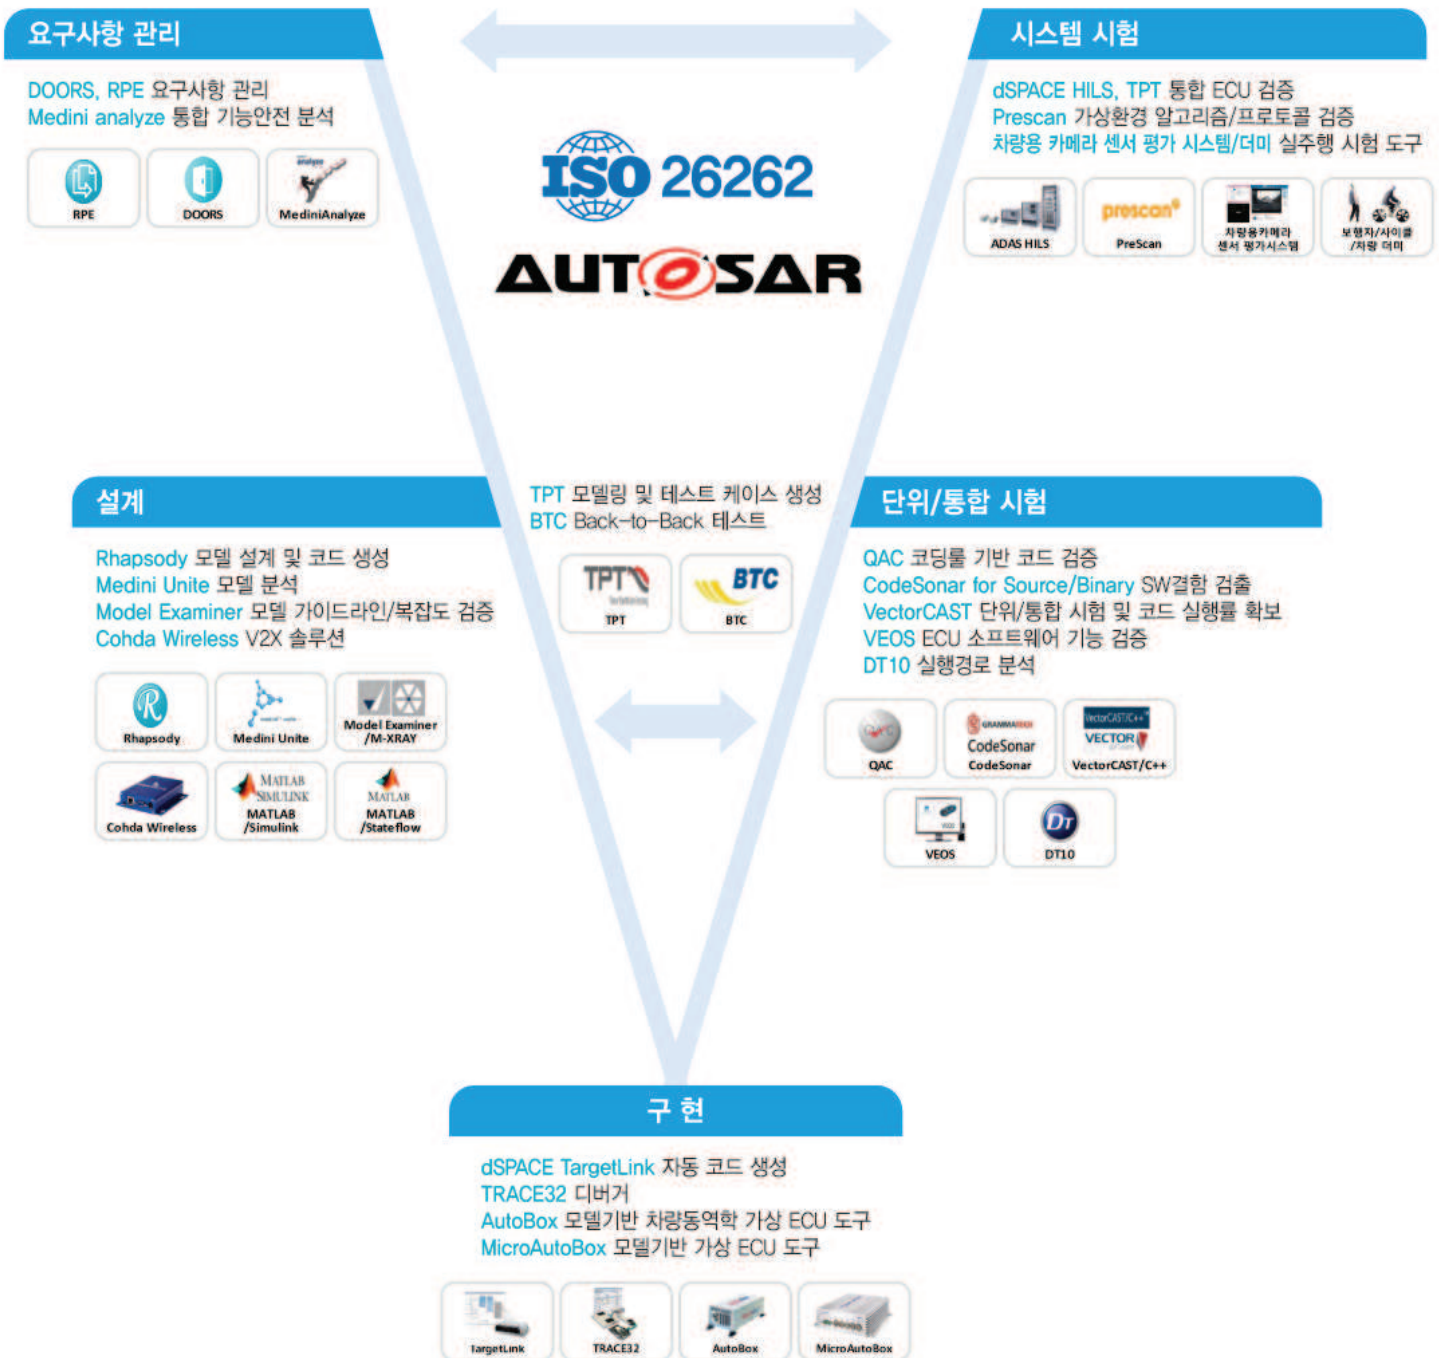 요구사항 관리
DOORS, RPE 요구사항 관리
Medini analyze 통합 기능안전 분석
analyze
RPE
DOORS
MediniAnalyze
ISO 26262
AUTOSAR
시스템 시험
dSPACE HILS, TPT 통합 ECU 검증
Prescan 가상환경 알고리즘/프로토콜 검증
차량용 카메라 센서 평가 시스템/더미 실주행 시험 도구
ADAS HILS
prescan
PreScan
차량용카메라
센서 평가시스템
보행자/사이클
/차량 더미
설계
Rhapsody 모델 설계 및 코드 생성
Medini Unite 모델 분석
Model Examiner 모델 가이드라인/복잡도 검증
Cohda Wireless V2X 솔루션
R
Rhapsody
Medini Unite
Model Examiner
/M-XRAY
Cohda Wireless
MATLAB
SIMULINK
MATLAB
/Simulink
MATLAB
MATLAB
/Stateflow
TPT 모델링 및 테스트 케이스 생성
BTC Back-to-Back 테스트
TPT
TPT
BTC
BTC
단위/통합 시험
QAC 코딩룰 기반 코드 검증
CodeSonar for Source/Binary SW결함 검출
VectorCAST 단위/통합 시험 및 코드 실행률 확보
VEOS ECU 소프트웨어 기능 검증
DT10 실행경로 분석
QAC
GRAMMATECH
CodeSonar
CodeSonar
VectorCAST/C++
VECTOR
VectorCAST/C++
VEOS
DT
DT10
구 현
dSPACE TargetLink 자동 코드 생성
TRACE32 디버거
AutoBox 모델기반 차량동역학 가상 ECU 도구
MicroAutoBox 모델기반 가상 ECU 도구
TargetLink
TRACE32
AutoBox
MicroAutoBox